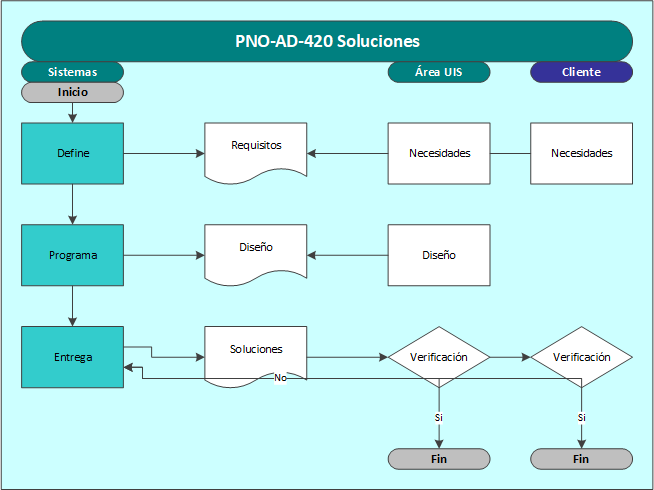 PNO-AD-420 Soluciones
Sistemas
Área UIS
Cliente
Inicio
Define
Requisitos
Necesidades
Necesidades
Programa
Diseño
Diseño
Entrega
Soluciones
Verificación
Verificación
No
Si
Si
Fin
Fin